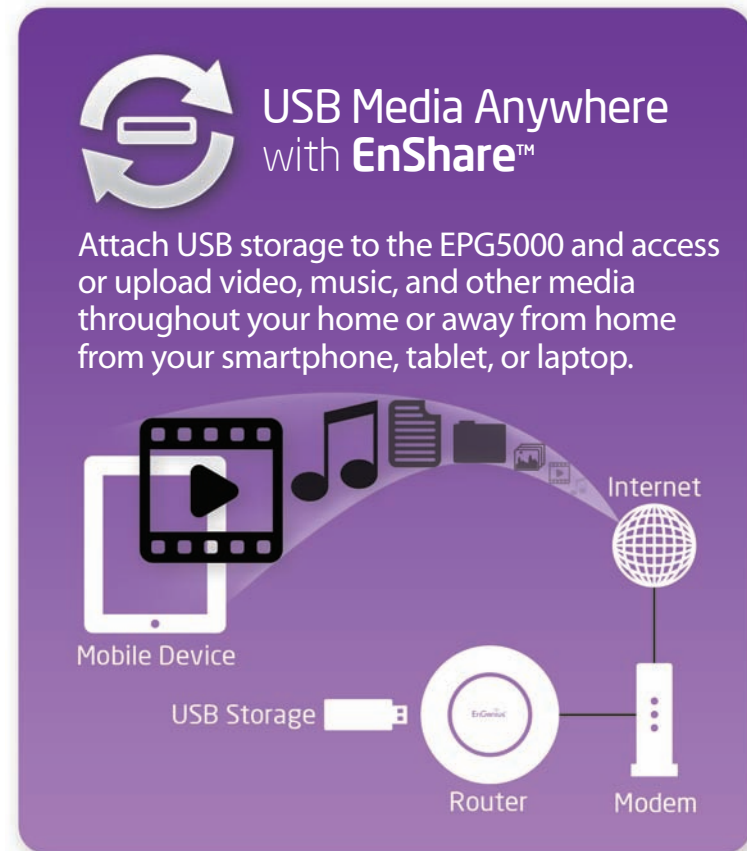 USB Media Anywhere
with EnShare™
Attach USB storage to the EPG5000 and access
or upload video, music, and other media
throughout your home or away from home
from your smartphone, tablet, or laptop.
Internet
Mobile Device
USB Storage
EnGenius
Router
Modem